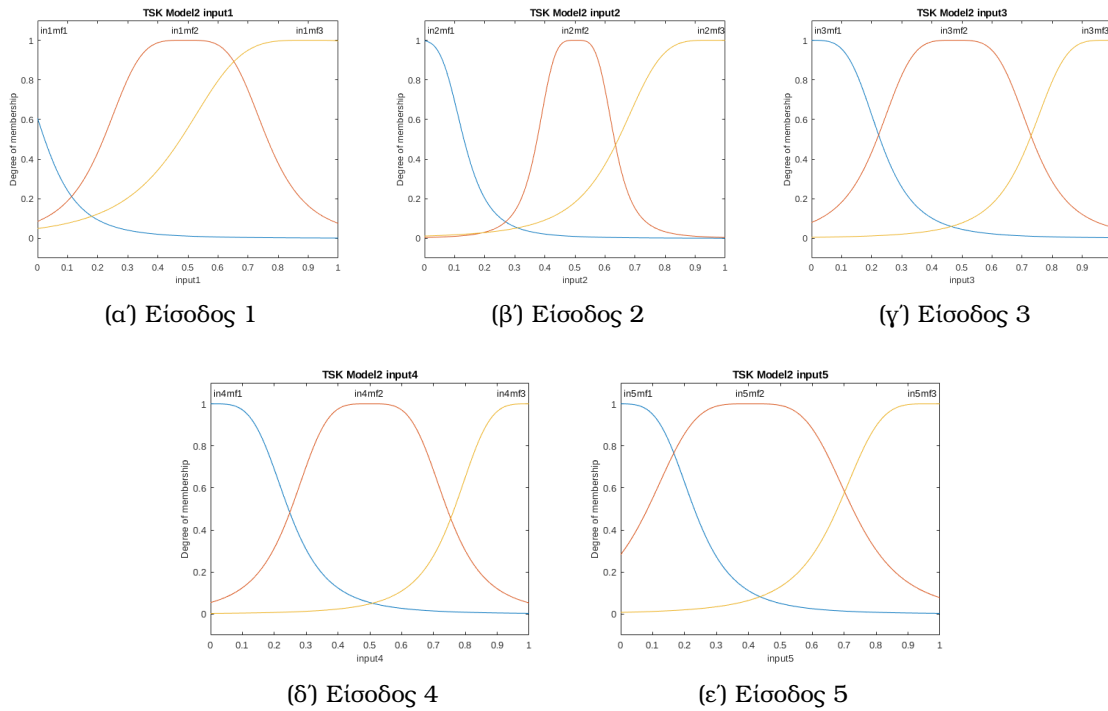 TSK Model2 input1
in1mf1 in1mf2 in1mf3
1
0.8
0.6
0.4
0.2
0
Degree of membership
0 0.1 0.2 0.3 0.4 0.5 0.6 0.7 0.8 0.9 1
input1
(α΄) Είσοδος 1
TSK Model2 input2
in2mf1 in2mf2 in2mf3
1
0.8
0.6
0.4
0.2
0
Degree of membership
0 0.1 0.2 0.3 0.4 0.5 0.6 0.7 0.8 0.9 1
input2
(β΄) Είσοδος 2
TSK Model2 input3
in3mf1 in3mf2 in3mf3
1
0.8
0.6
0.4
0.2
0
Degree of membership
0 0.1 0.2 0.3 0.4 0.5 0.6 0.7 0.8 0.9
input3
(γ΄) Είσοδος 3
TSK Model2 input4
in4mf1 in4mf2 in4mf3
1
0.8
0.6
0.4
0.2
0
Degree of membership
0 0.1 0.2 0.3 0.4 0.5 0.6 0.7 0.8 0.9 1
input4
(δ΄) Είσοδος 4
TSK Model2 input5
in5mf1 in5mf2 in5mf3
1
0.8
0.6
0.4
0.2
0
Degree of membership
0 0.1 0.2 0.3 0.4 0.5 0.6 0.7 0.8 0.9 1
input5
(ε΄) Είσοδος 5